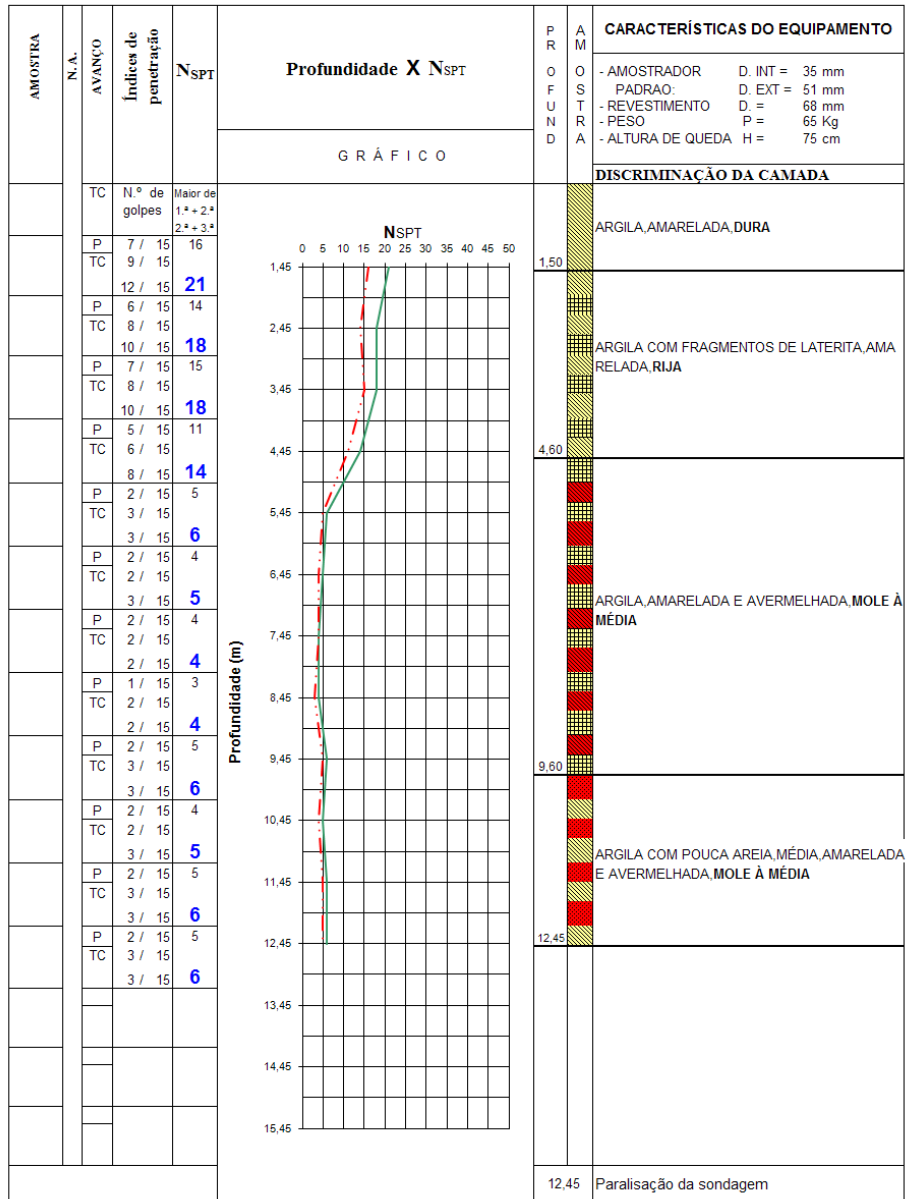 AMOSTRA
N. A.
AVANÇO
Índices de penetração
NSPT
Profundidade X NSPT
G R Á F I C O
P R O F U N D
A M O S T R A
CARACTERÍSTICAS DO EQUIPAMENTO
- AMOSTRADOR D. INT = 35 mm
PADRAO: D. EXT = 51 mm
- REVESTIMENTO D. = 68 mm
- PESO P = 65 Kg
- ALTURA DE QUEDA H = 75 cm
DISCRIMINAÇÃO DA CAMADA
TC N.º de golpes Maior de 1.ª + 2.ª 2.ª + 3.ª
P 7 / 15 16
TC 9 / 15
12 / 15 21
P 6 / 15 14
TC 8 / 15
10 / 15 18
P 7 / 15 15
TC 8 / 15
10 / 15 18
P 5 / 15 11
TC 6 / 15
8 / 15 14
P 2 / 15 5
TC 3 / 15
3 / 15 6
P 2 / 15 4
TC 2 / 15
3 / 15 5
P 2 / 15 4
TC 2 / 15
2 / 15 4
P 1 / 15 3
TC 2 / 15
2 / 15 4
P 2 / 15 5
TC 3 / 15
3 / 15 6
P 2 / 15 4
TC 2 / 15
3 / 15 5
P 2 / 15 5
TC 3 / 15
3 / 15 6
P 2 / 15 5
TC 3 / 15
3 / 15 6
NSPT
0 5 10 15 20 25 30 35 40 45 50
Profundidade (m)
1,45
2,45
3,45
4,45
5,45
6,45
7,45
8,45
9,45
10,45
11,45
12,45
13,45
14,45
15,45
1,50
4,60
9,60
12,45
ARGILA,AMARELADA,DURA
ARGILA COM FRAGMENTOS DE LATERITA,AMA
RELADA,RIJA
ARGILA,AMARELADA E AVERMELHADA,MOLE À
MÉDIA
ARGILA COM POUCA AREIA,MÉDIA,AMARELADA
E AVERMELHADA,MOLE À MÉDIA
12,45 Paralisação da sondagem